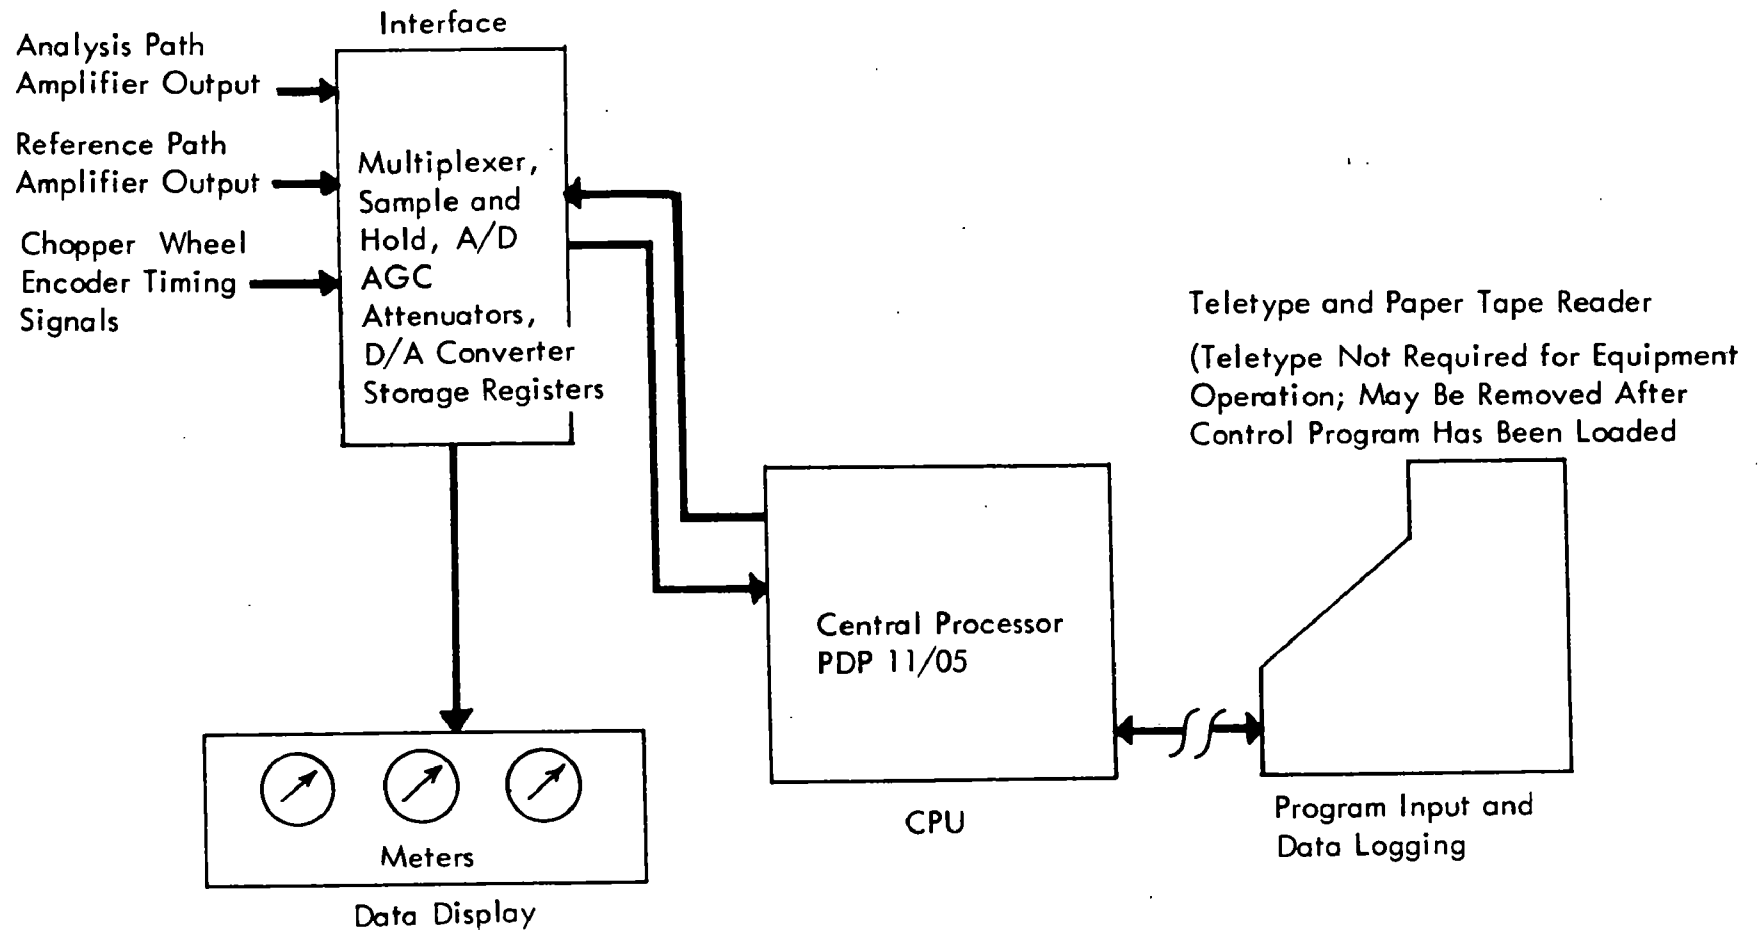 Interface
Analysis Path
Amplifier Output
Reference Path
Amplifier Output
Chopper Wheel
Encoder Timing
Signals
Multiplexer,
Sample and
Hold, A/D
AGC
Attenuators,
D/A Converter
Storage Registers
Teletype and Paper Tape Reader
(Teletype Not Required for Equipment
Operation; May Be Removed After
Control Program Has Been Loaded
Central Processor
PDP 11/05
CPU
Program Input and
Data Logging
Meters
Data Display